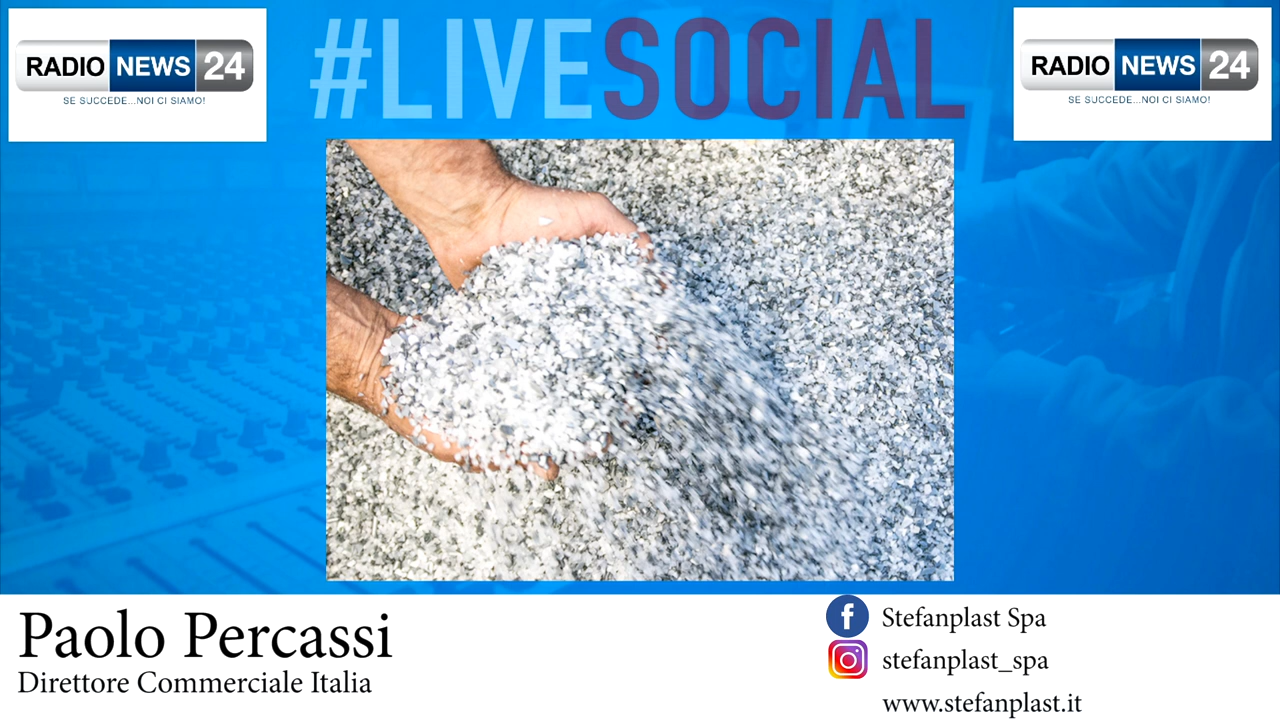 RADIO NEWS 24
SE SUCCEDE...NOI CI SIAMO!
#LIVESOCIAL
RADIO NEWS 24
SE SUCCEDE...NOI CI SIAMO!
Paolo Percassi
Direttore Commerciale Italia
Stefanplast Spa
stefanplast_spa
www.stefanplast.it